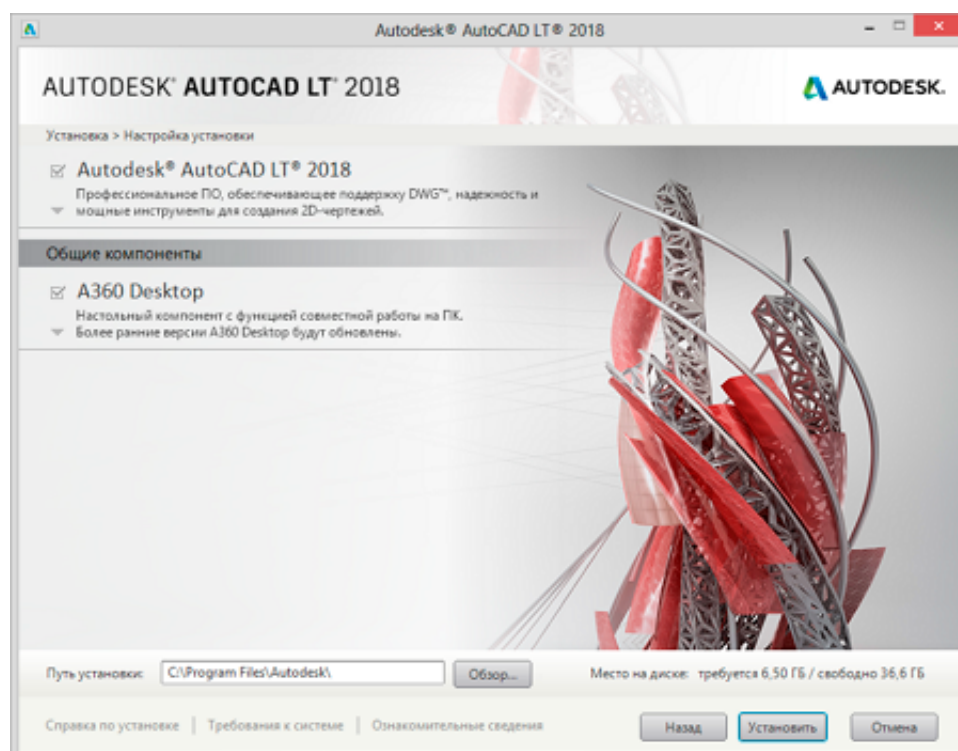 Autodesk® AutoCAD LT® 2018
AUTODESK® AUTOCAD LT® 2018
AUTODESK.
Установка > Настройка установки
Autodesk® AutoCAD LT® 2018
Профессиональное ПО, обеспечивающее поддержку DWG™, надежность и
мощные инструменты для создания 2D-чертежей.
Общие компоненты
A360 Desktop
Настольный компонент с функцией совместной работы на ПК.
Более ранние версии A360 Desktop будут обновлены.
Путь установки: C:\Program Files\Autodesk\ Обзор... Место на диске: требуется 6,50 ГБ / свободно 36,6 ГБ
Справка по установке | Требования к системе | Ознакомительные сведения Назад Установить Отмена